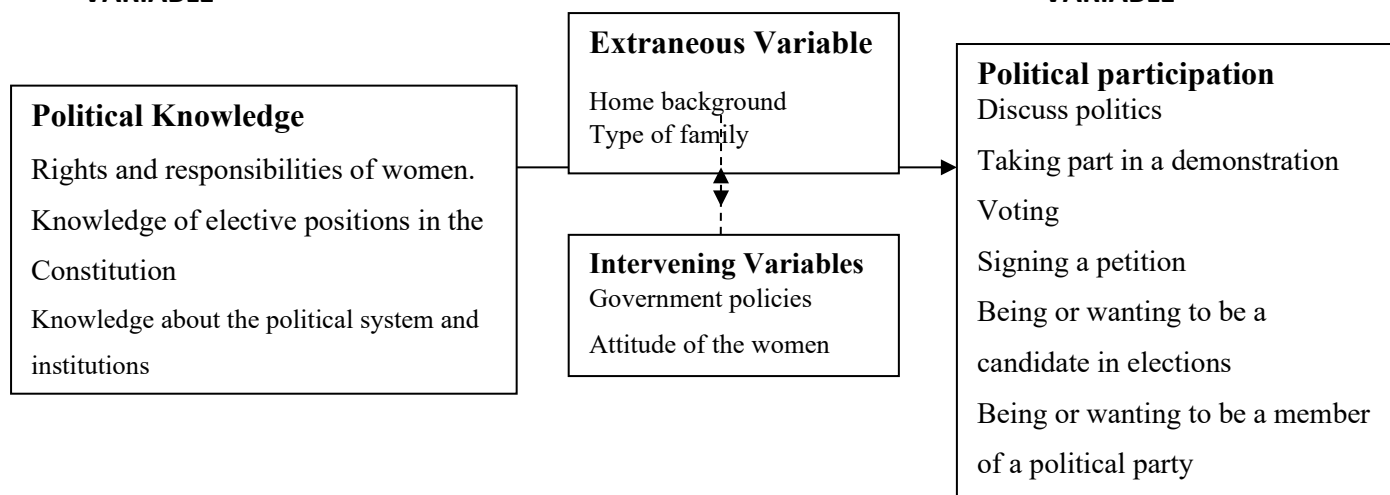 VARIABLE
VARIABLE
Political Knowledge
Rights and responsibilities of women.
Knowledge of elective positions in the
Constitution
Knowledge about the political system and
institutions
Extraneous Variable
Home background
Type of family
Intervening Variables
Government policies
Attitude of the women
Political participation
Discuss politics
Taking part in a demonstration
Voting
Signing a petition
Being or wanting to be a
candidate in elections
Being or wanting to be a member
of a political party